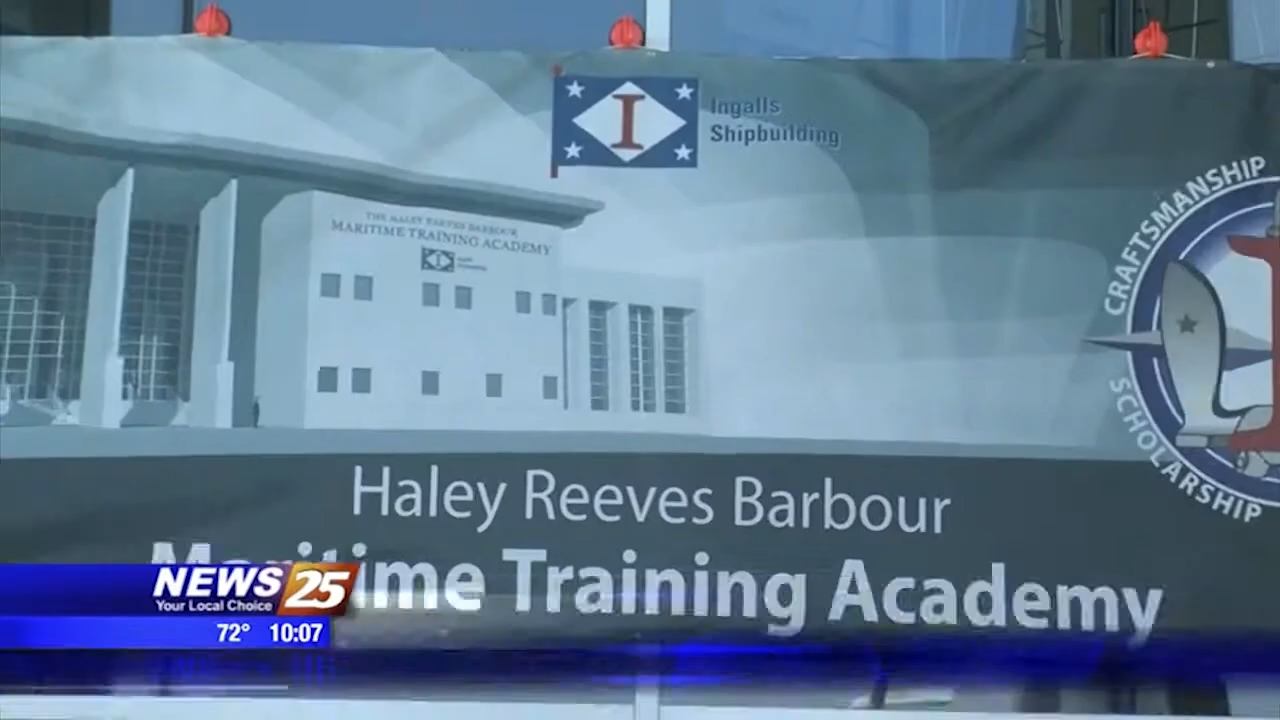 Ingalls
Shipbuilding
I
THE HALEY REEVES BARBOUR
MARITIME TRAINING ACADEMY
CRAFTSMANSHIP
SCHOLARSHIP
Haley Reeves Barbour
Maritime Training Academy
NEWS 25
Your Local Choice
72° 10:07